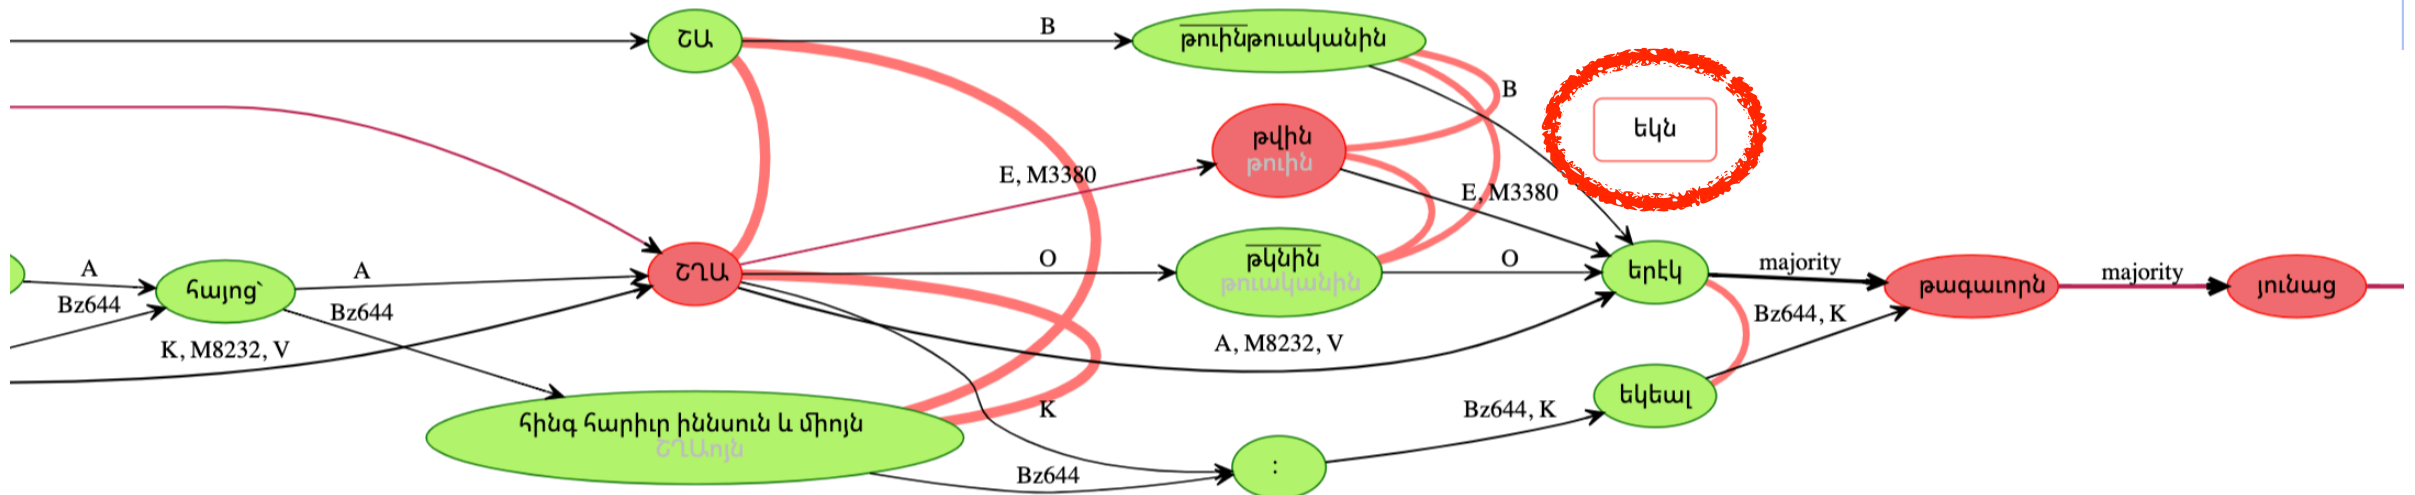 ՇԱ
B
թուինթուականին
B
եկն
թվին
թուին
E, M3380
E, M3380
A
հայոց՝
A
ՇՂԱ
O
թկնին
թուականին
O
երէկ
majority
թագաւորն
majority
յունաց
Bz644
Bz644
Bz644, K
K, M8232, V
A, M8232, V
եկեալ
հինգ հարիւր իննսուն և միոյն
ՇՂԱոյն
K
Bz644, K
:
Bz644